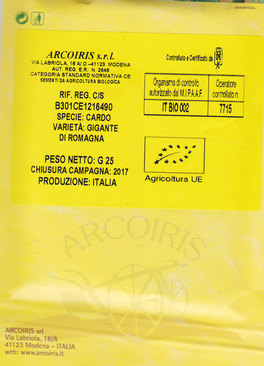 ARCOIRIS s.r.l.
VIA LABRIOLA, 18 A/ D -41123 MODENA
AUT. REG. E.R. N. 2648
CATEGORIA STANDARD NORMATIVA CE
SEMENTI DA AGRICOLTURA BIOLOGICA
Controllato e Certificato da
Organismo di controllo
autorizzato dal M.I.P.A.A.F.
Operatore
controllato n.
IT BIO 002
7715
RIF. REG. C/S
B301CE1216490
SPECIE: CARDO
VARIETÀ: GIGANTE
DI ROMAGNA
PESO NETTO: G 25
CHIUSURA CAMPAGNA: 2017
PRODUZIONE: ITALIA
Agricoltura UE
ARCOIRIS
ARCOIRIS srl
Via Labriola, 18/A
41123 Modena - ITALIA
web: www.arcoiris.it